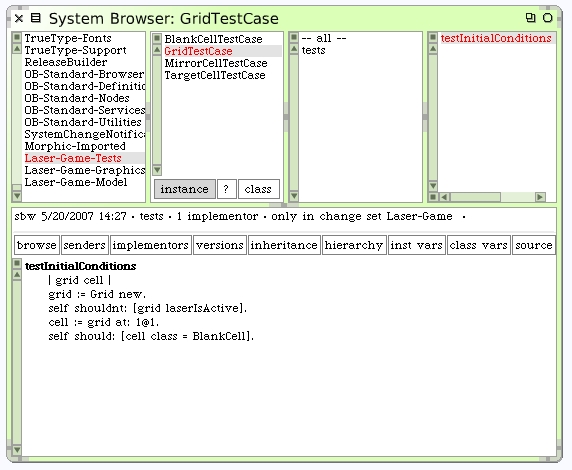 System Browser: GridTestCase
TrueType-Fonts
TrueType-Support
ReleaseBuilder
OB-Standard-Browser
OB-Standard-Definitio
OB-Standard-Nodes
OB-Standard-Services
OB-Standard-Utilities
SystemChangeNotifica
Morphic-Imported
Laser-Game-Tests
Laser-Game-Graphics
Laser-Game-Model
BlankCellTestCase
GridTestCase
MirrorCellTestCase
TargetCellTestCase
instance ? class
-- all --
tests
testInitialConditions
sbw 5/20/2007 14:27 · tests · 1 implementor · only in change set Laser-Game ·
browse senders implementors versions inheritance hierarchy inst vars class vars source
testInitialConditions
| grid cell |
grid := Grid new.
self shouldnt: [grid laserIsActive].
cell := grid at: 1@1.
self should: [cell class = BlankCell].